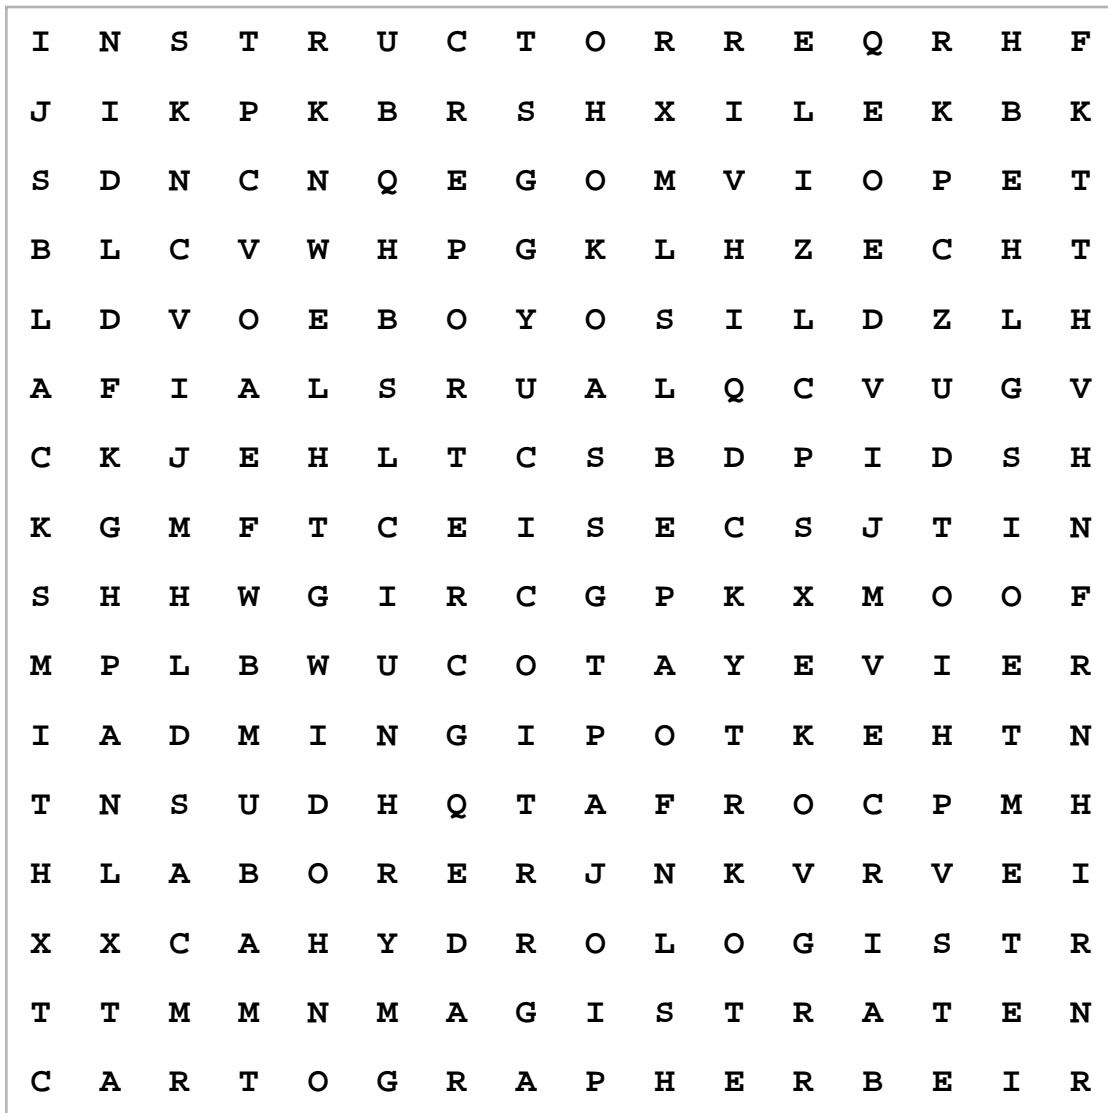 I N S T R U C T O R R E Q R H F
J I K P K B R S H X I L E K B K
S D N C N Q E G O M V I O P E T
B L C V W H P G K L H Z E C H T
L D V O E B O Y O S I L D Z L H
A F I A L S R U A L Q C V U G V
C K J E H L T C S B D P I D S H
K G M F T C E I S E C S J T I N
S H H W G I R C G P K X M O O F
M P L B W U C O T A Y E V I E R
I A D M I N G I P O T K E H T N
T N S U D H Q T A F R O C P M H
H L A B O R E R J N K V R V E I
X X C A H Y D R O L O G I S T R
T T M M N M A G I S T R A T E N
C A R T O G R A P H E R B E I R